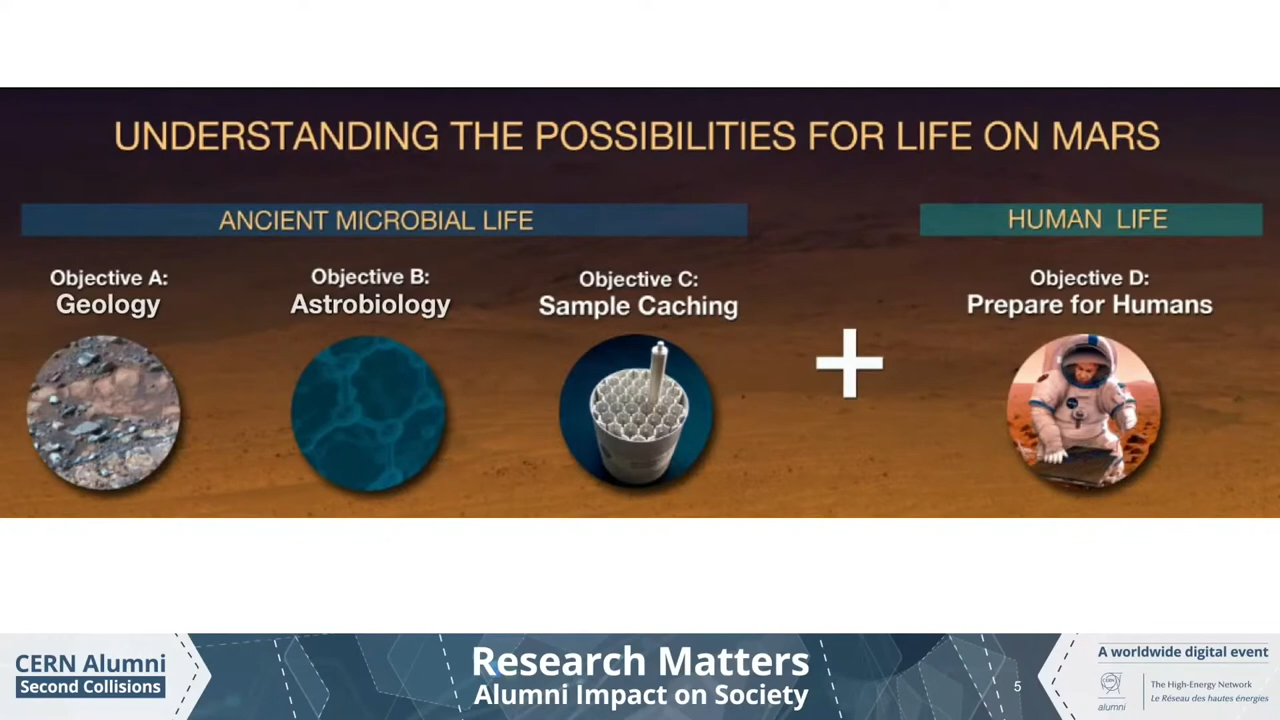 UNDERSTANDING THE POSSIBILITIES FOR LIFE ON MARS
ANCIENT MICROBIAL LIFE
HUMAN LIFE
Objective A:
Geology
Objective B:
Astrobiology
Objective C:
Sample Caching
Objective D:
Prepare for Humans
CERN Alumni
Second Collisions
Research Matters
Alumni Impact on Society
5
A worldwide digital event
alumni
The High-Energy Network
Le Réseau des hautes énergies